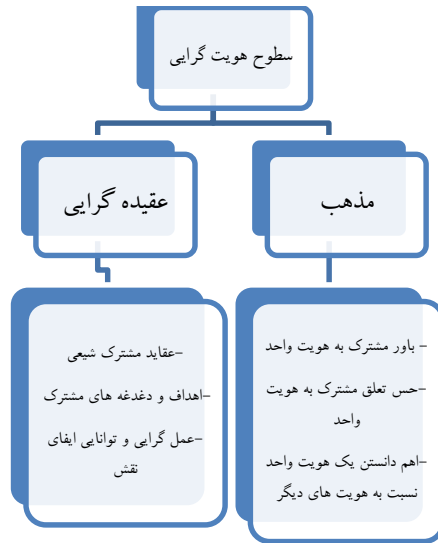 سطوح هویت گرایی
مذهب
عقیده گرایی
- باور مشترک به هویت واحد
-حس تعلق مشترک به هویت
واحد
-اهم دانستن یک هویت واحد
نسبت به هویت های دیگر
-عقاید مشترک شیعی
-اهداف و دغدغه های مشترک
-عمل گرایی و توانایی ایفای
نقش